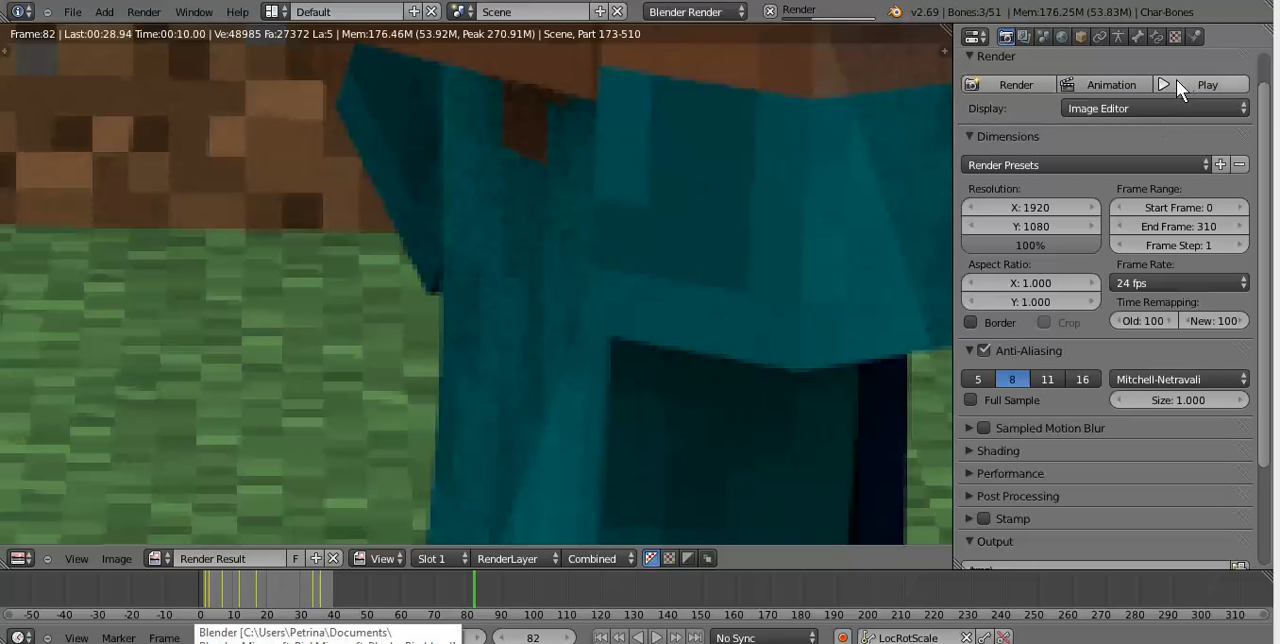 File Add Render Window Help Default Scene Blender Render Render v2.69 | Bones:3/51 | Mem:176.25M (53.83M) | Char-Bones
Frame:82 | Last:00:28.94 Time:00:10.00 | Ve:48985 Fa:27372 La:5 | Mem:176.46M (53.92M, Peak 270.91M) | Scene, Part 173-510
Render
Render Animation Play
Display: Image Editor
Dimensions
Render Presets
Resolution: Frame Range:
X: 1920 Start Frame: 0
Y: 1080 End Frame: 310
100% Frame Step: 1
Aspect Ratio: Frame Rate:
X: 1.000 24 fps
Y: 1.000 Time Remapping:
Border Crop Old: 100 New: 100
Anti-Aliasing
5 8 11 16 Mitchell-Netravali
Full Sample Size: 1.000
Sampled Motion Blur
Shading
Performance
Post Processing
Stamp
Output
View Image Render Result F View Slot 1 RenderLayer Combined
-50 -40 -30 -20 -10 0 10 20 30 40 50 60 70 80 90 100 110 120 130 140 150 160 170 180 190 200 210 220 230 240 250 260 270 280 290 300 310
Blender [C:\Users\Petrina\Documents\
View Marker Frame 82 No Sync LocRotScale